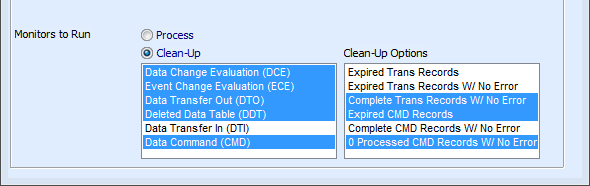 Monitors to Run
Process
Clean-Up
Clean-Up Options
Data Change Evaluation (DCE)
Event Change Evaluation (ECE)
Data Transfer Out (DTO)
Deleted Data Table (DDT)
Data Transfer In (DTI)
Data Command (CMD)
Expired Trans Records
Expired Trans Records W/ No Error
Complete Trans Records W/ No Error
Expired CMD Records
Complete CMD Records W/ No Error
0 Processed CMD Records W/ No Error